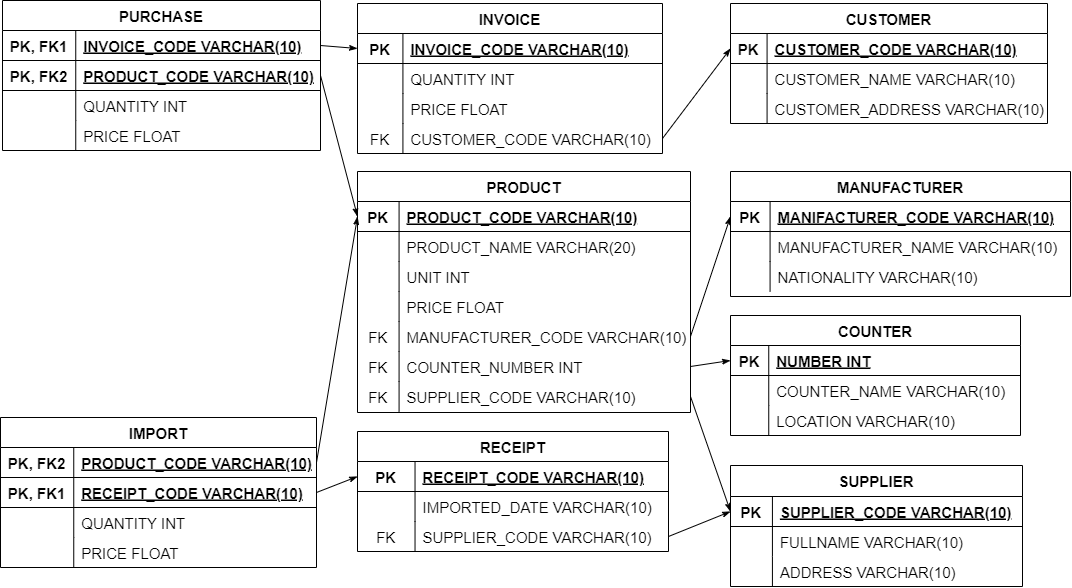 PURCHASE
PK, FK1 INVOICE_CODE VARCHAR(10)
PK, FK2 PRODUCT_CODE VARCHAR(10)
QUANTITY INT
PRICE FLOAT
INVOICE
PK INVOICE_CODE VARCHAR(10)
QUANTITY INT
PRICE FLOAT
FK CUSTOMER_CODE VARCHAR(10)
CUSTOMER
PK CUSTOMER_CODE VARCHAR(10)
CUSTOMER_NAME VARCHAR(10)
CUSTOMER_ADDRESS VARCHAR(10)
PRODUCT
PK PRODUCT_CODE VARCHAR(10)
PRODUCT_NAME VARCHAR(20)
UNIT INT
PRICE FLOAT
FK MANUFACTURER_CODE VARCHAR(10)
FK COUNTER_NUMBER INT
FK SUPPLIER_CODE VARCHAR(10)
MANUFACTURER
PK MANIFACTURER_CODE VARCHAR(10)
MANUFACTURER_NAME VARCHAR(10)
NATIONALITY VARCHAR(10)
COUNTER
PK NUMBER INT
COUNTER_NAME VARCHAR(10)
LOCATION VARCHAR(10)
IMPORT
PK, FK2 PRODUCT_CODE VARCHAR(10)
PK, FK1 RECEIPT_CODE VARCHAR(10)
QUANTITY INT
PRICE FLOAT
RECEIPT
PK RECEIPT_CODE VARCHAR(10)
IMPORTED_DATE VARCHAR(10)
FK SUPPLIER_CODE VARCHAR(10)
SUPPLIER
PK SUPPLIER_CODE VARCHAR(10)
FULLNAME VARCHAR(10)
ADDRESS VARCHAR(10)